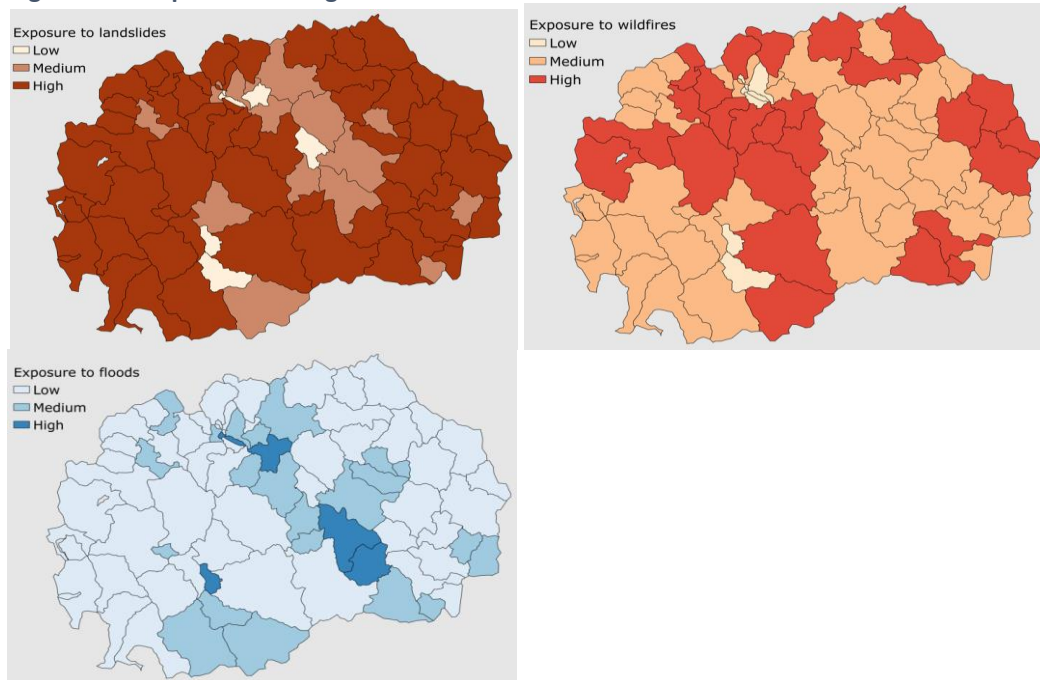 Exposure to landslides
Low
Medium
High
Exposure to wildfires
Low
Medium
High
Exposure to floods
Low
Medium
High